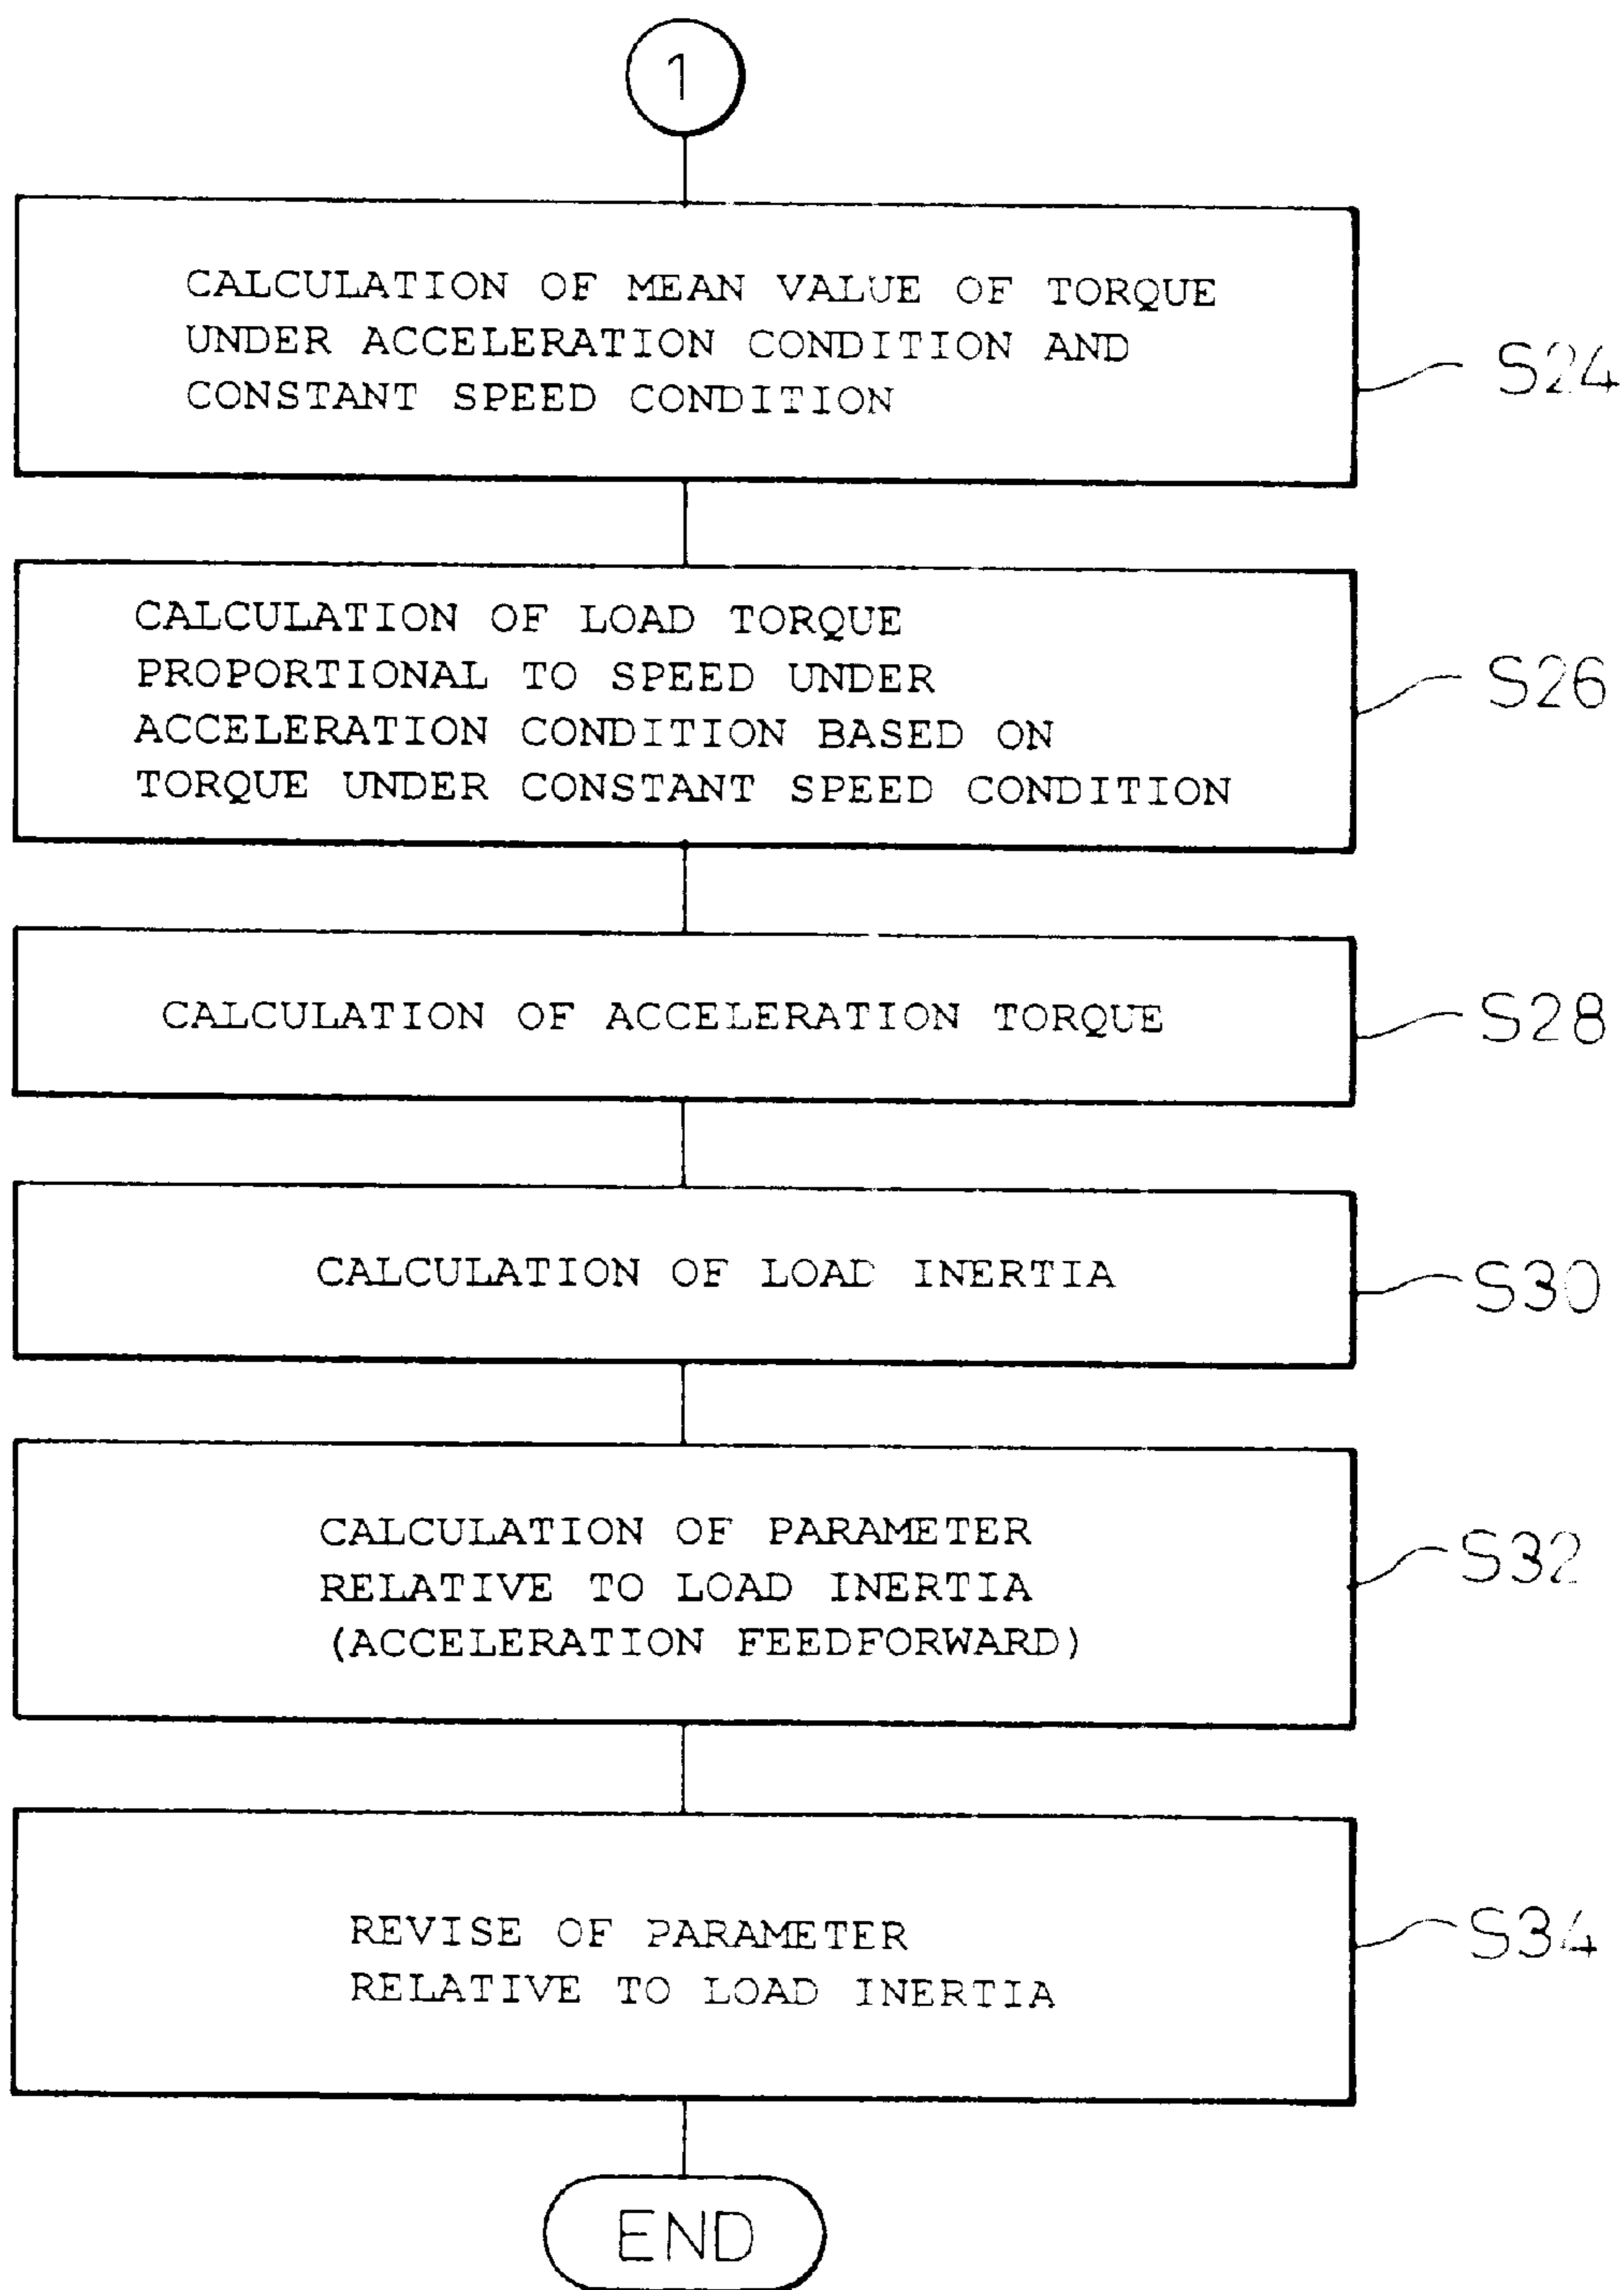 1
CALCULATION OF MEAN VALUE OF TORQUE
UNDER ACCELERATION CONDITION AND
CONSTANT SPEED CONDITION
S24
CALCULATION OF LOAD TORQUE
PROPORTIONAL TO SPEED UNDER
ACCELERATION CONDITION BASED ON
TORQUE UNDER CONSTANT SPEED CONDITION
S26
CALCULATION OF ACCELERATION TORQUE
S28
CALCULATION OF LOAD INERTIA
S30
CALCULATION OF PARAMETER
RELATIVE TO LOAD INERTIA
(ACCELERATION FEEDFORWARD)
S32
REVISE OF PARAMETER
RELATIVE TO LOAD INERTIA
S34
END